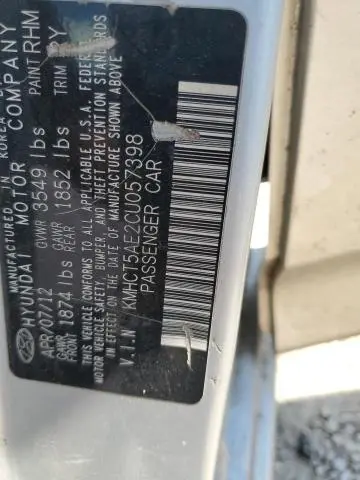 MANUFACTURED IN KOREA
HYUNDAI MOTOR COMPANY
APR/07/12 GVWR 3549 lbs PAINT RHM
GAWR FRONT 1874 lbs GAWR REAR 1852 lbs TRIM RY
THIS VEHICLE CONFORMS TO ALL APPLICABLE U.S.A. FEDERAL
MOTOR VEHICLE SAFETY, BUMPER, AND THEFT PREVENTION STANDARDS
IN EFFECT ON THE DATE OF MANUFACTURE SHOWN ABOVE
V.I.N KMHCT5AE2CU057398
PASSENGER CAR